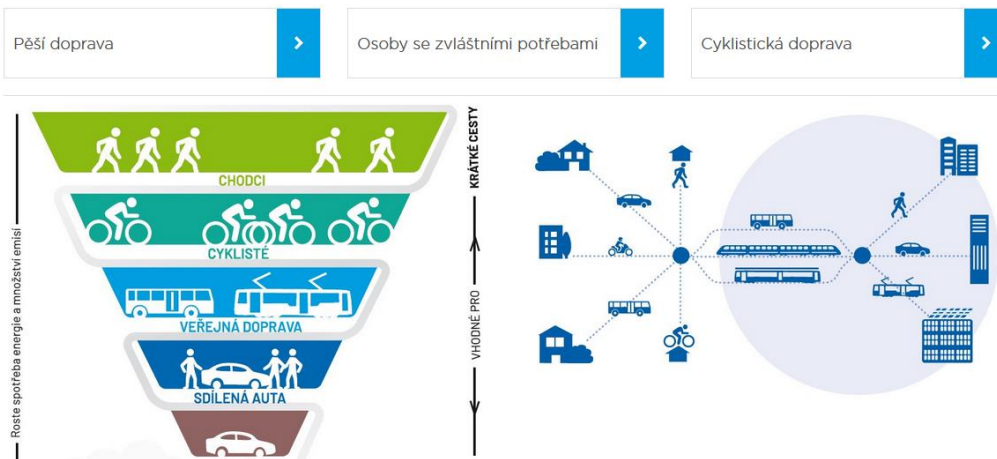 Pěší doprava
Osoby se zvláštními potřebami
Cyklistická doprava
CHODCI
CYKLISTÉ
VEŘEJNÁ DOPRAVA
SDÍLENÁ AUTA
Roste spotřeba energie a množství emisí
KRÁTKÉ CESTY
VHODNÉ PRO